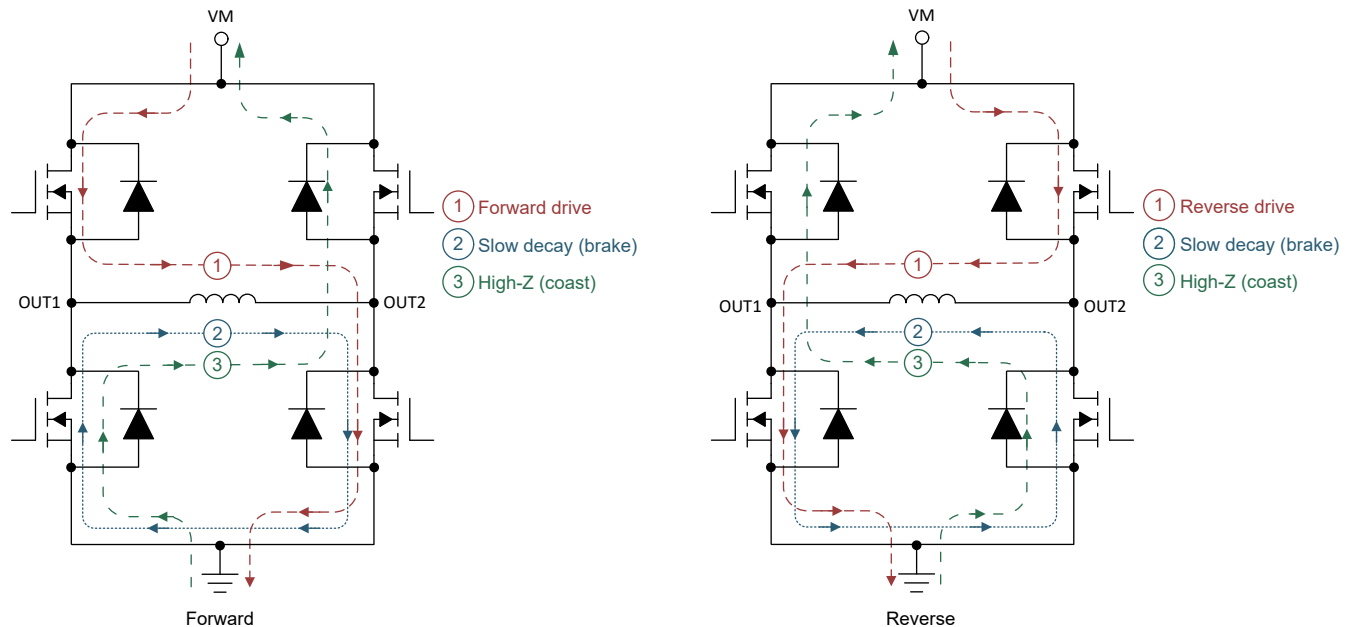 VM
1 Forward drive
2 Slow decay (brake)
3 High-Z (coast)
1
OUT1
OUT2
2
3
Forward
VM
1 Reverse drive
2 Slow decay (brake)
3 High-Z (coast)
1
OUT1
OUT2
2
3
Reverse